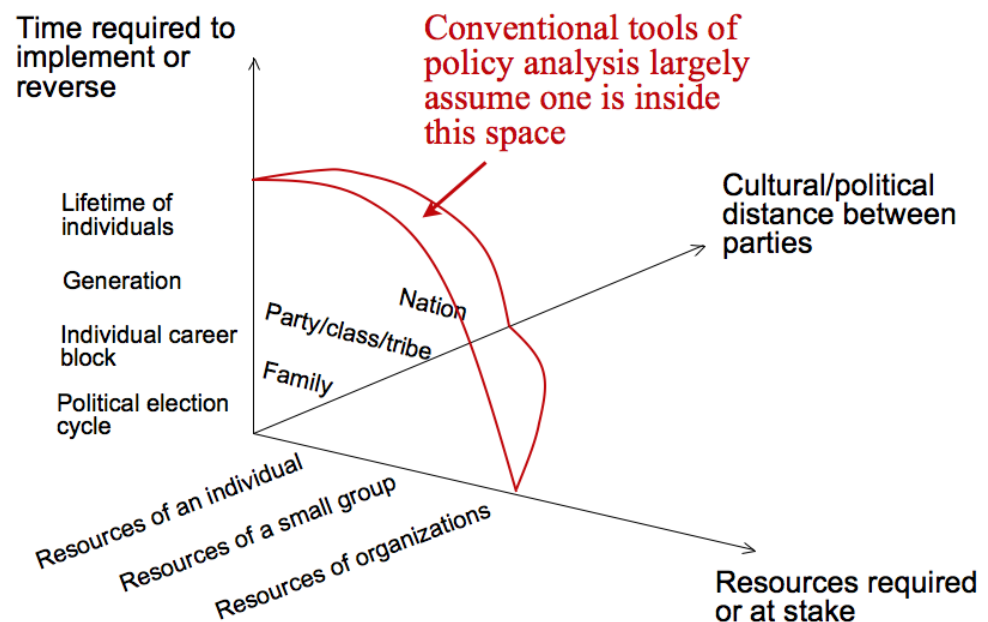 Time required to
implement or
reverse
Conventional tools of
policy analysis largely
assume one is inside
this space
Cultural/political
distance between
parties
Lifetime of
individuals
Generation
Individual career
block
Political election
cycle
Nation
Party/class/tribe
Family
Resources of an individual
Resources of a small group
Resources of organizations
Resources required
or at stake